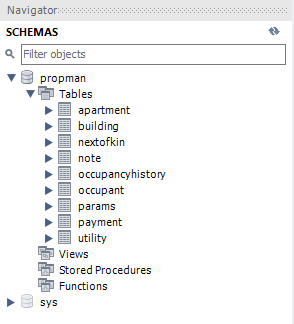 Navigator
SCHEMAS
Filter objects
propman
Tables
apartment
building
nextofkin
note
occupancyhistory
occupant
params
payment
utility
Views
Stored Procedures
Functions
sys